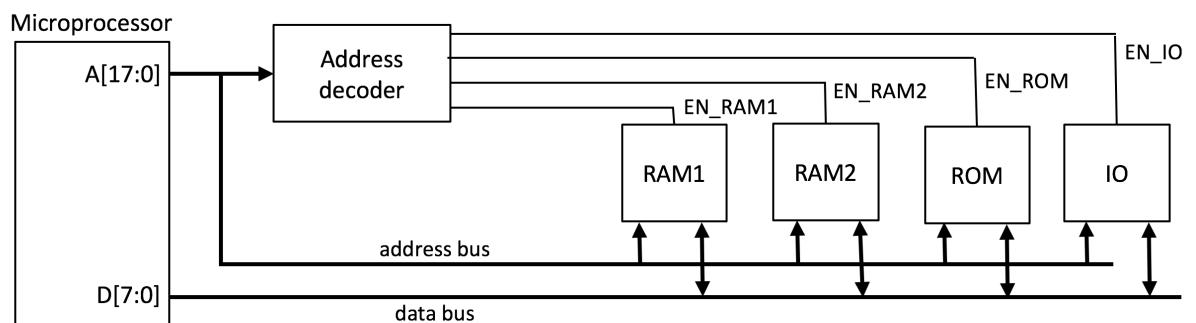 Microprocessor
A[17:0]
Address
decoder
EN_IO
EN_ROM
EN_RAM2
EN_RAM1
RAM1
RAM2
ROM
IO
address bus
D[7:0]
data bus